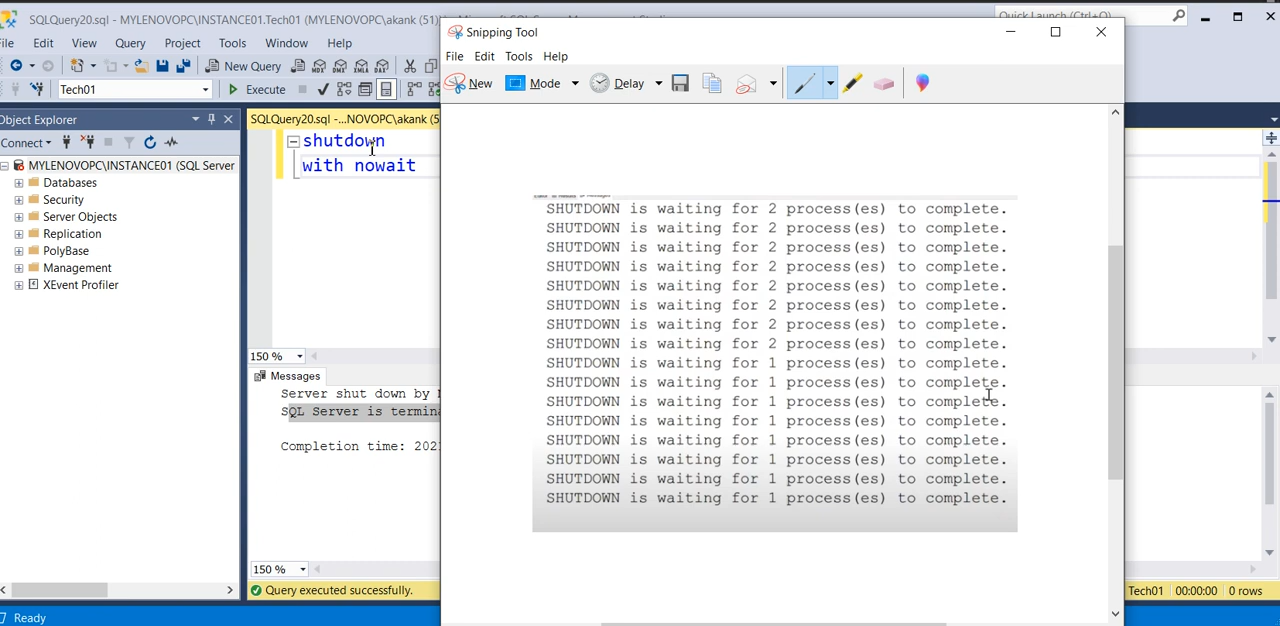 SQLQuery20.sql - MYLENOVOPC\INSTANCE01.Tech01 (MYLENOVOPC\akank (51))
Quick Launch (Ctrl+Q)
File Edit View Query Project Tools Window Help
New Query MDX DMX XMLA DAX
Tech01 Execute
Object Explorer
Connect
MYLENOVOPC\INSTANCE01 (SQL Server
Databases
Security
Server Objects
Replication
PolyBase
Management
XEvent Profiler
SQLQuery20.sql -...NOVOPC\akank (5
shutdown
with nowait
150 %
Messages
Server shut down by
SQL Server is termina
Completion time: 202
150 %
Query executed successfully.
Tech01 00:00:00 0 rows
Ready
Snipping Tool
File Edit Tools Help
New Mode Delay
SHUTDOWN is waiting for 2 process(es) to complete.
SHUTDOWN is waiting for 2 process(es) to complete.
SHUTDOWN is waiting for 2 process(es) to complete.
SHUTDOWN is waiting for 2 process(es) to complete.
SHUTDOWN is waiting for 2 process(es) to complete.
SHUTDOWN is waiting for 2 process(es) to complete.
SHUTDOWN is waiting for 2 process(es) to complete.
SHUTDOWN is waiting for 2 process(es) to complete.
SHUTDOWN is waiting for 1 process(es) to complete.
SHUTDOWN is waiting for 1 process(es) to complete.
SHUTDOWN is waiting for 1 process(es) to complete.
SHUTDOWN is waiting for 1 process(es) to complete.
SHUTDOWN is waiting for 1 process(es) to complete.
SHUTDOWN is waiting for 1 process(es) to complete.
SHUTDOWN is waiting for 1 process(es) to complete.
SHUTDOWN is waiting for 1 process(es) to complete.